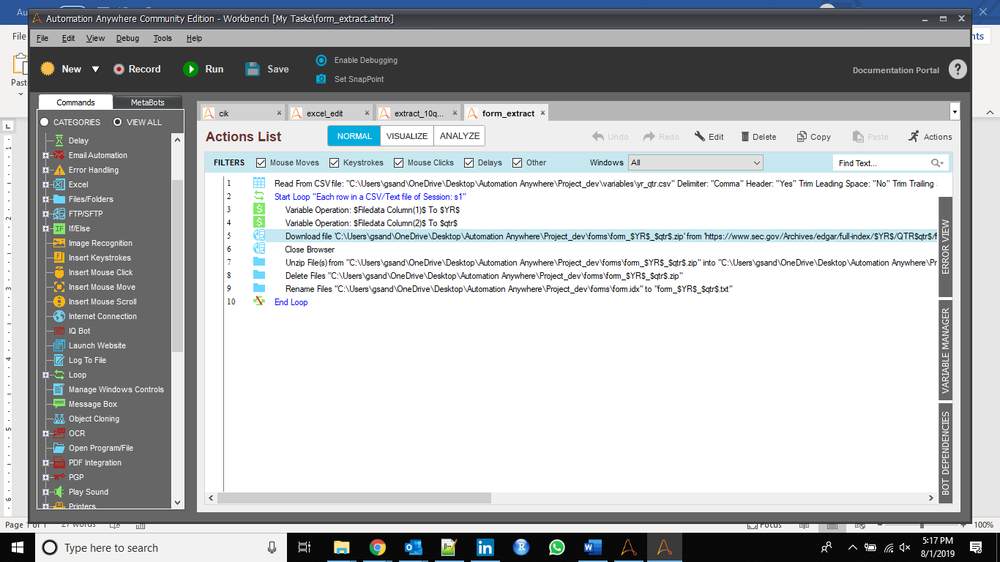 Automation Anywhere Community Edition - Workbench [My Tasks\form_extract.atmx]
File Edit View Debug Tools Help
File
New Record Run Save
Enable Debugging
Set SnapPoint
Documentation Portal ?
Commands MetaBots
CATEGORIES VIEW ALL
Delay
Email Automation
Error Handling
Excel
Files/Folders
FTP/SFTP
If/Else
Image Recognition
Insert Keystrokes
Insert Mouse Click
Insert Mouse Move
Insert Mouse Scroll
Internet Connection
IQ Bot
Launch Website
Log To File
Loop
Manage Windows Controls
Message Box
Object Cloning
OCR
Open Program/File
PDF Integration
PGP
Play Sound
Printers
cik excel_edit extract_10q... form_extract
Actions List NORMAL VISUALIZE ANALYZE Undo Redo Edit Delete Copy Paste Actions
FILTERS Mouse Moves Keystrokes Mouse Clicks Delays Other Windows All Find Text...
1 Read From CSV file: "C:\Users\gsand\OneDrive\Desktop\Automation Anywhere\Project_dev\variables\yr_qtr.csv" Delimiter: "Comma" Header: "Yes" Trim Leading Space: "No" Trim Trailing
2 Start Loop "Each row in a CSV/Text file of Session: s1"
3 Variable Operation: $Filedata Column(1)$ To $YR$
4 Variable Operation: $Filedata Column(2)$ To $qtr$
5 Download file 'C:\Users\gsand\OneDrive\Desktop\Automation Anywhere\Project_dev\forms\form_$YR$_$qtr$.zip' from 'https://www.sec.gov/Archives/edgar/full-index/$YR$/QTR$qtr$/f
6 Close Browser
7 Unzip File(s) from "C:\Users\gsand\OneDrive\Desktop\Automation Anywhere\Project_dev\forms\form_$YR$_$qtr$.zip" into "C:\Users\gsand\OneDrive\Desktop\Automation Anywhere\Pr
8 Delete Files "C:\Users\gsand\OneDrive\Desktop\Automation Anywhere\Project_dev\forms\form_$YR$_$qtr$.zip"
9 Rename Files "C:\Users\gsand\OneDrive\Desktop\Automation Anywhere\Project_dev\forms\form.idx" to "form_$YR$_$qtr$.txt"
10 End Loop
ERROR VIEW
VARIABLE MANAGER
BOT DEPENDENCIES
Page 1 of 1 27 words Focus 100%
Type here to search
5:17 PM
8/1/2019